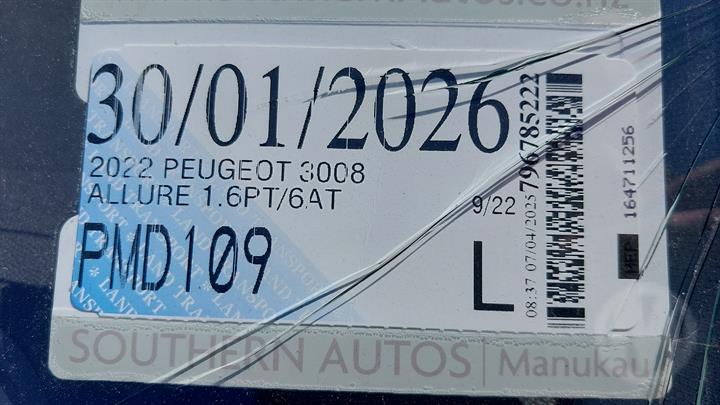 30/01/2026
2022 PEUGEOT 3008
ALLURE 1.6PT/6AT
9/22
PMD109
L
08:37 07/04/2025
796785222
164711256
SOUTHERN AUTOS | Manukau